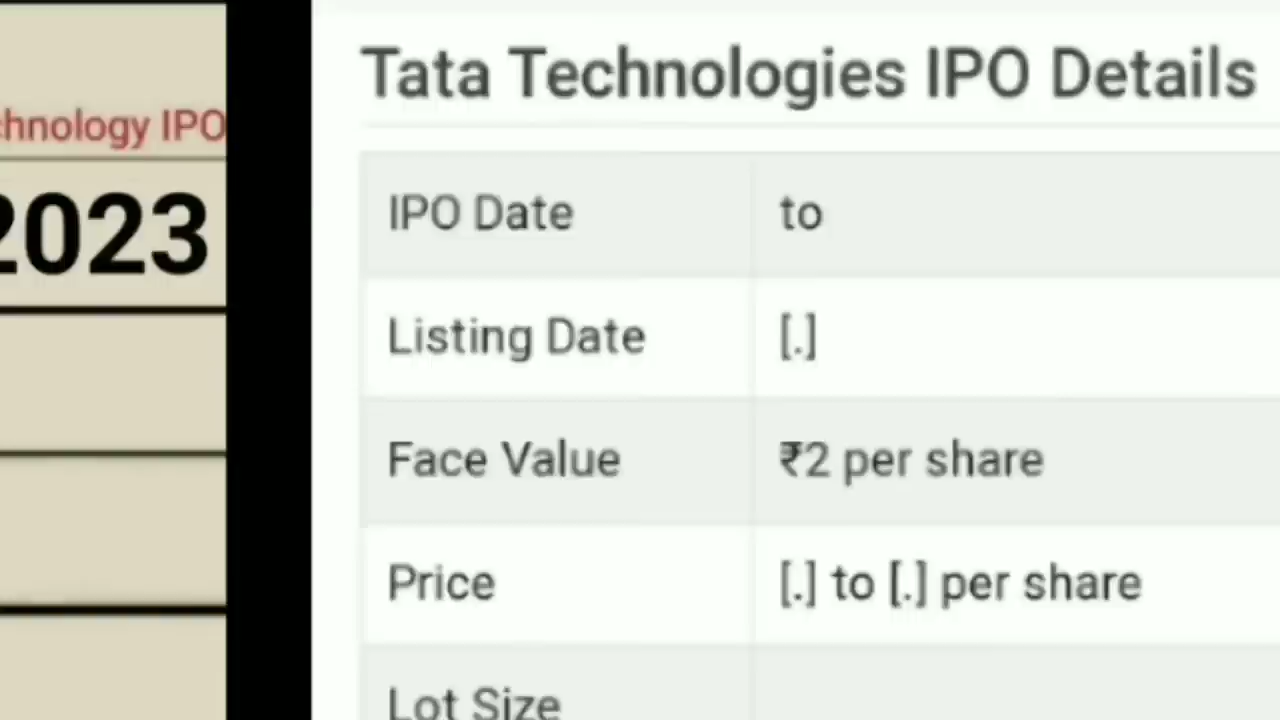 chnology IPO
2023
Tata Technologies IPO Details
IPO Date to
Listing Date [.]
Face Value ₹2 per share
Price [.] to [.] per share
Lot Size